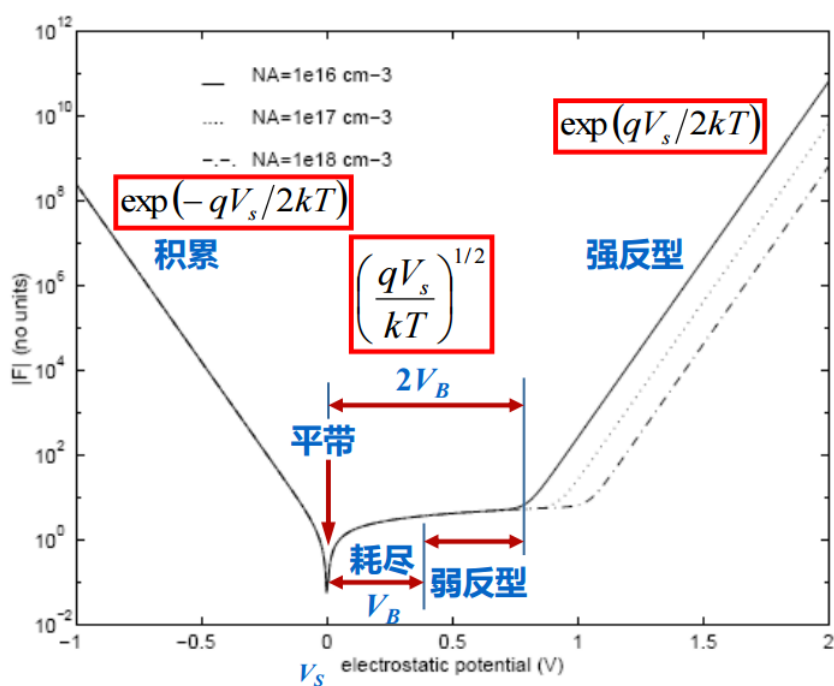 10^12
NA=1e16 cm−3
NA=1e17 cm−3
NA=1e18 cm−3
10^10
exp(qV_s/2kT)
10^8
exp(−qV_s/2kT)
积累
强反型
(qV_s/kT)^1/2
10^6
|F| (no units)
10^4
2V_B
平带
10^2
10^0
耗尽
弱反型
V_B
10^−2
−1
−0.5
0
0.5
1
1.5
2
V_S
electrostatic potential (V)